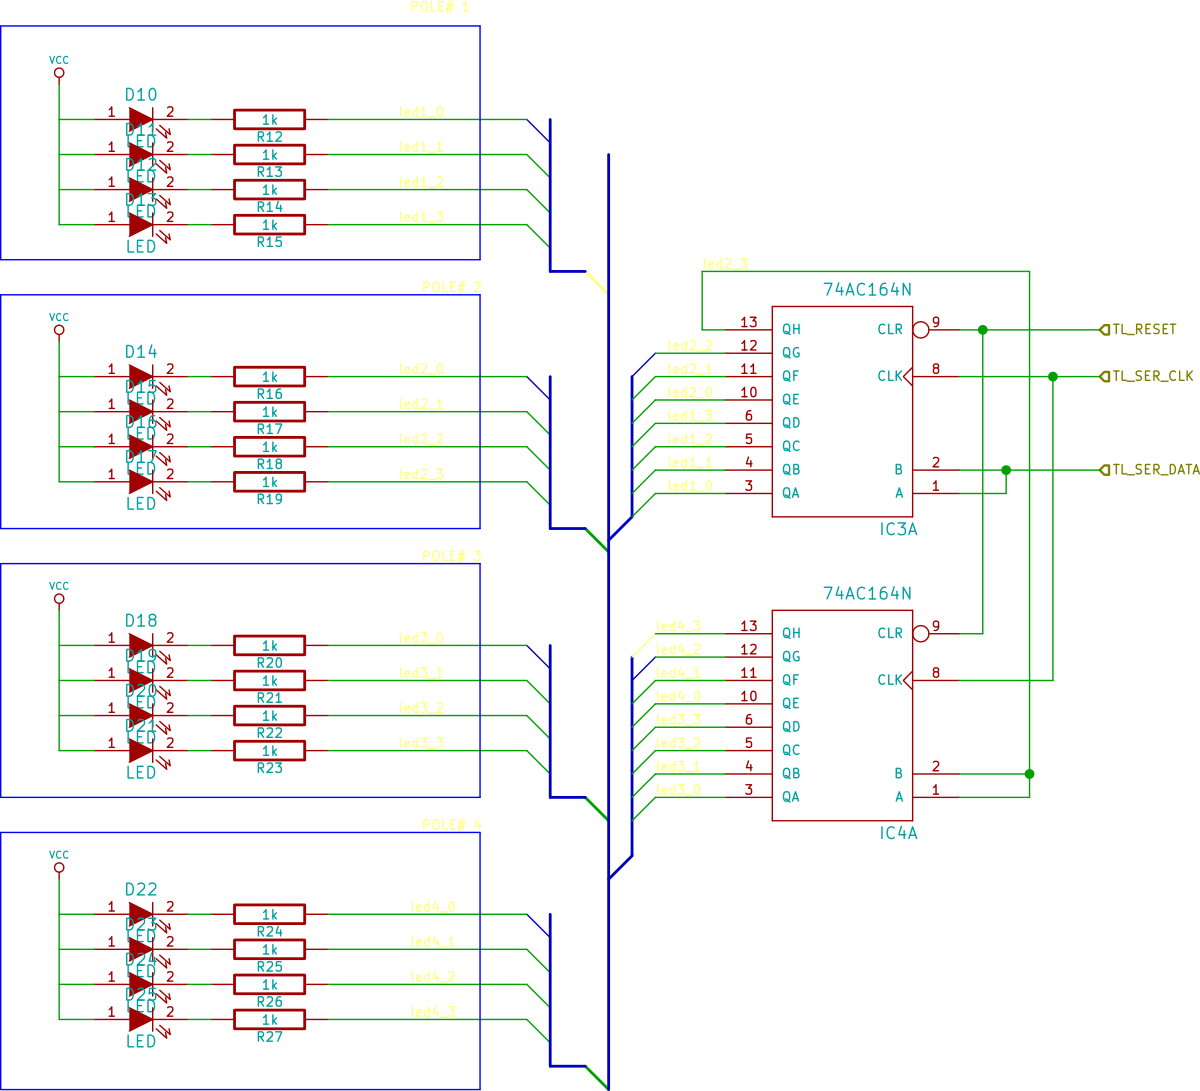 POLE# 1
VCC
D10
1 2 1k led1_0
R12
D11
LED
1 2 1k led1_1
R13
D12
LED
1 2 1k led1_2
R14
D13
LED
1 2 1k led1_3
R15
LED
POLE# 2
VCC
D14
1 2 1k led2_0
R16
D15
LED
1 2 1k led2_1
R17
D16
LED
1 2 1k led2_2
R18
D17
LED
1 2 1k led2_3
R19
LED
POLE# 3
VCC
D18
1 2 1k led3_0
R20
D19
LED
1 2 1k led3_1
R21
D20
LED
1 2 1k led3_2
R22
D21
LED
1 2 1k led3_3
R23
LED
POLE# 4
VCC
D22
1 2 1k led4_0
R24
D23
LED
1 2 1k led4_1
R25
D24
LED
1 2 1k led4_2
R26
D25
LED
1 2 1k led4_3
R27
LED
led2_3
74AC164N
13 QH CLR 9 TL_RESET
led2_2 12 QG
led2_1 11 QF CLK 8 TL_SER_CLK
led2_0 10 QE
led1_3 6 QD
led1_2 5 QC
led1_1 4 QB B 2 TL_SER_DATA
led1_0 3 QA A 1
IC3A
74AC164N
led4_3 13 QH CLR 9
led4_2 12 QG
led4_1 11 QF CLK 8
led4_0 10 QE
led3_3 6 QD
led3_2 5 QC
led3_1 4 QB B 2
led3_0 3 QA A 1
IC4A